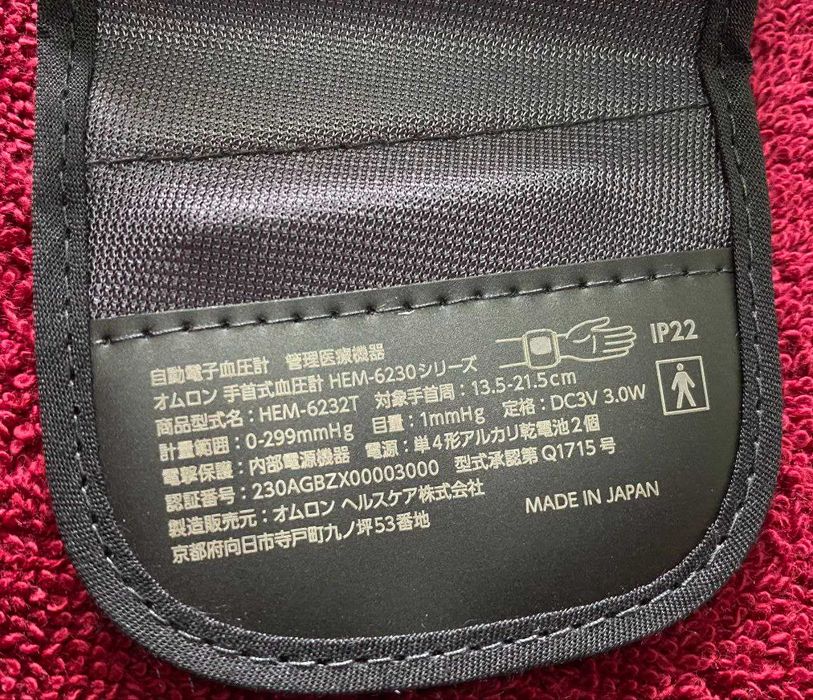 自動電子血圧計 管理医療機器
IP22
オムロン 手首式血圧計 HEM-6230シリーズ
商品型式名：HEM-6232T 対象手首周：13.5-21.5cm
計量範囲：0-299mmHg 目量：1mmHg 定格：DC3V 3.0W
電撃保護：内部電源機器 電源：単4形アルカリ乾電池2個
認証番号：230AGBZX00003000 型式承認第Q1715号
製造販売元：オムロン ヘルスケア株式会社
京都府向日市寺戸町九ノ坪53番地
MADE IN JAPAN